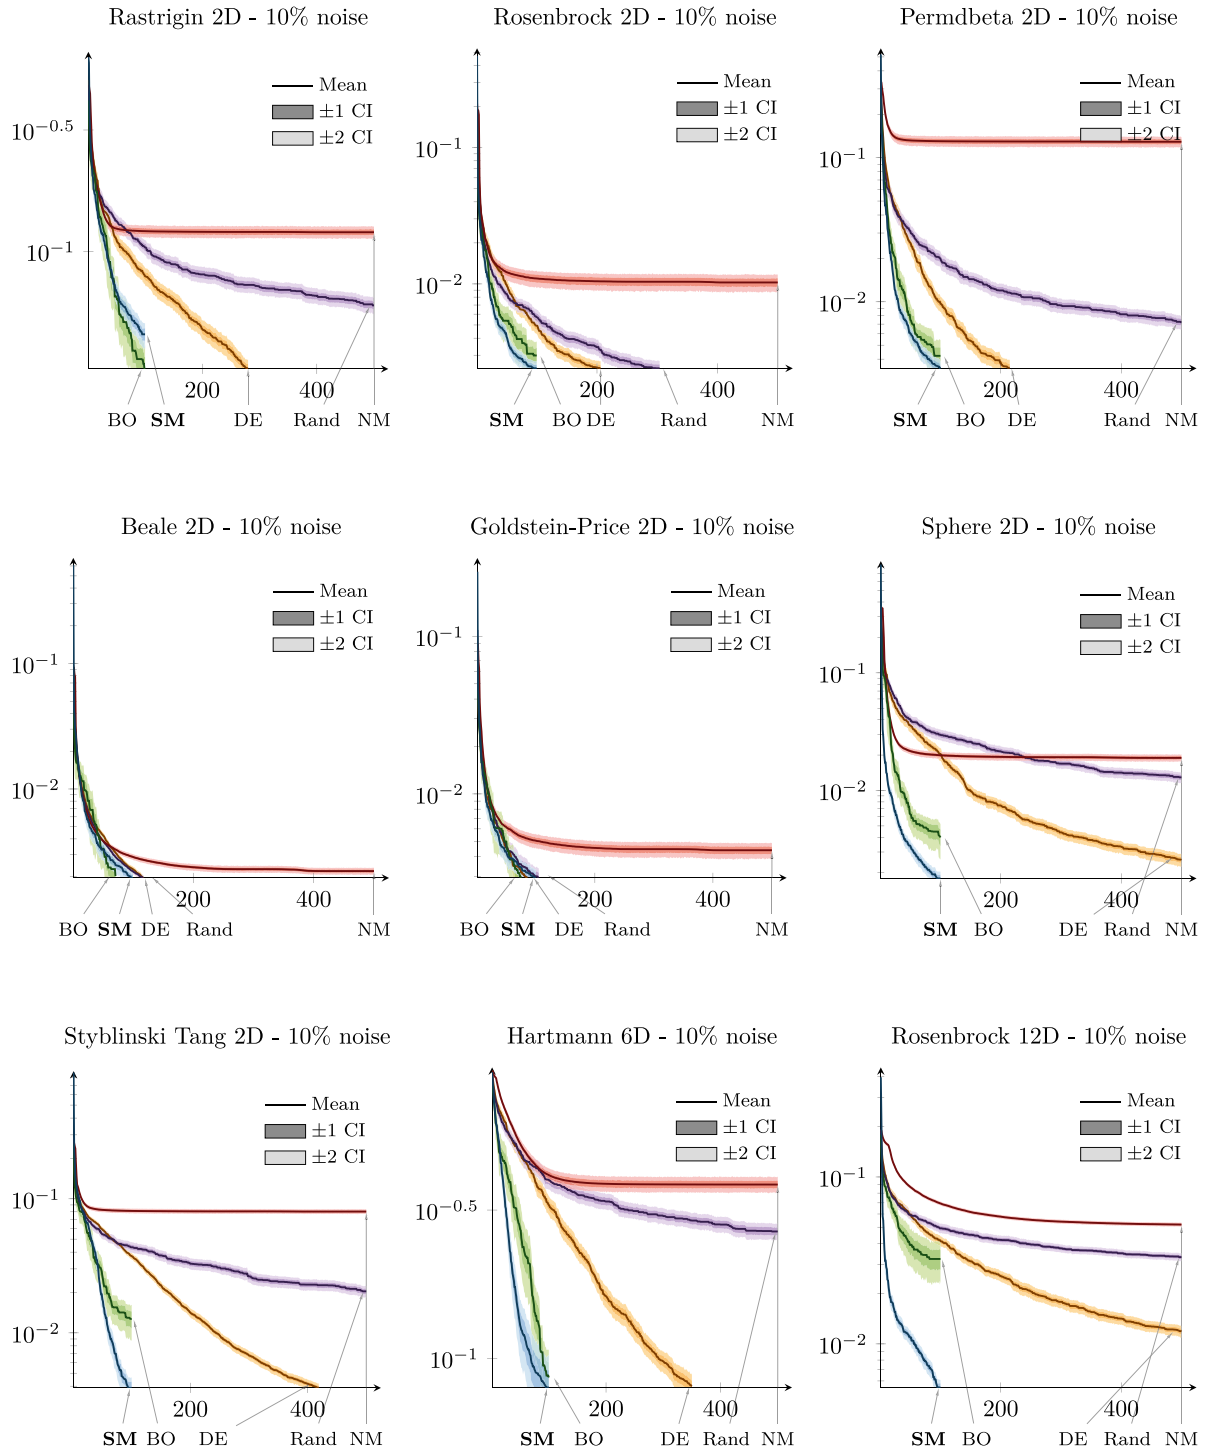 Rastrigin 2D - 10% noise
Mean
±1 CI
±2 CI
10^−0.5
10^−1
200
400
BO
SM
DE
Rand
NM
Rosenbrock 2D - 10% noise
Mean
±1 CI
±2 CI
10^−1
10^−2
200
400
SM
BO
DE
Rand
NM
Permdbeta 2D - 10% noise
Mean
±1 CI
±2 CI
10^−1
10^−2
200
400
SM
BO
DE
Rand
NM
Beale 2D - 10% noise
Mean
±1 CI
±2 CI
10^−1
10^−2
200
400
BO
SM
DE
Rand
NM
Goldstein-Price 2D - 10% noise
Mean
±1 CI
±2 CI
10^−1
10^−2
200
400
BO
SM
DE
Rand
NM
Sphere 2D - 10% noise
Mean
±1 CI
±2 CI
10^−1
10^−2
200
400
SM
BO
DE
Rand
NM
Styblinski Tang 2D - 10% noise
Mean
±1 CI
±2 CI
10^−1
10^−2
200
400
SM
BO
DE
Rand
NM
Hartmann 6D - 10% noise
Mean
±1 CI
±2 CI
10^−0.5
10^−1
200
400
SM
BO
DE
Rand
NM
Rosenbrock 12D - 10% noise
Mean
±1 CI
±2 CI
10^−1
10^−2
200
400
SM
BO
DE
Rand
NM